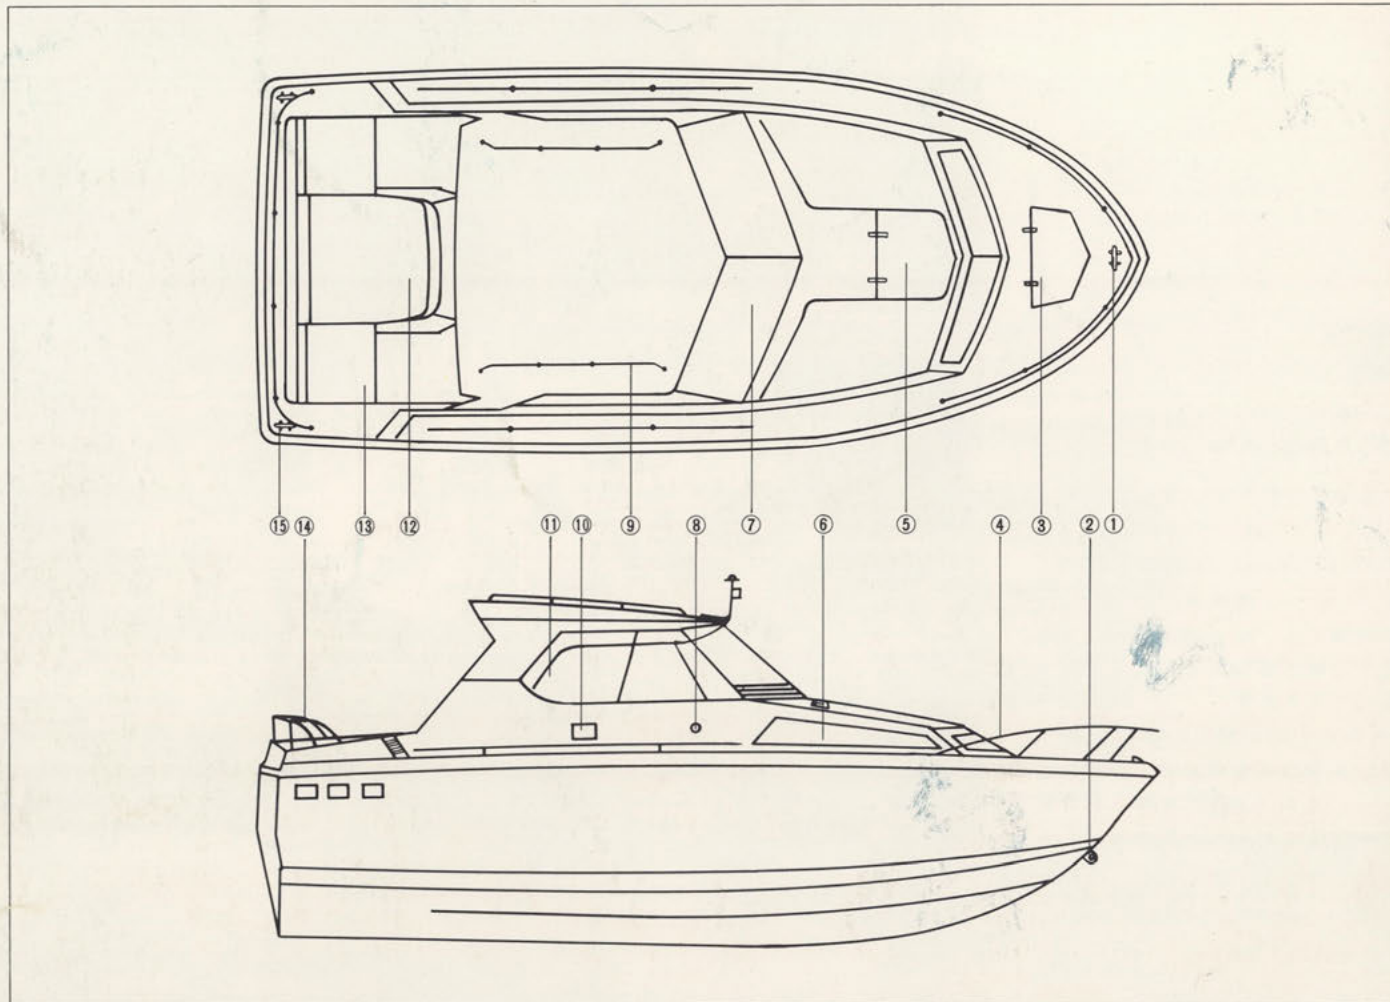 ⑮ ⑭ ⑬ ⑫ ⑪ ⑩ ⑨ ⑧ ⑦ ⑥ ⑤ ④ ③ ② ①